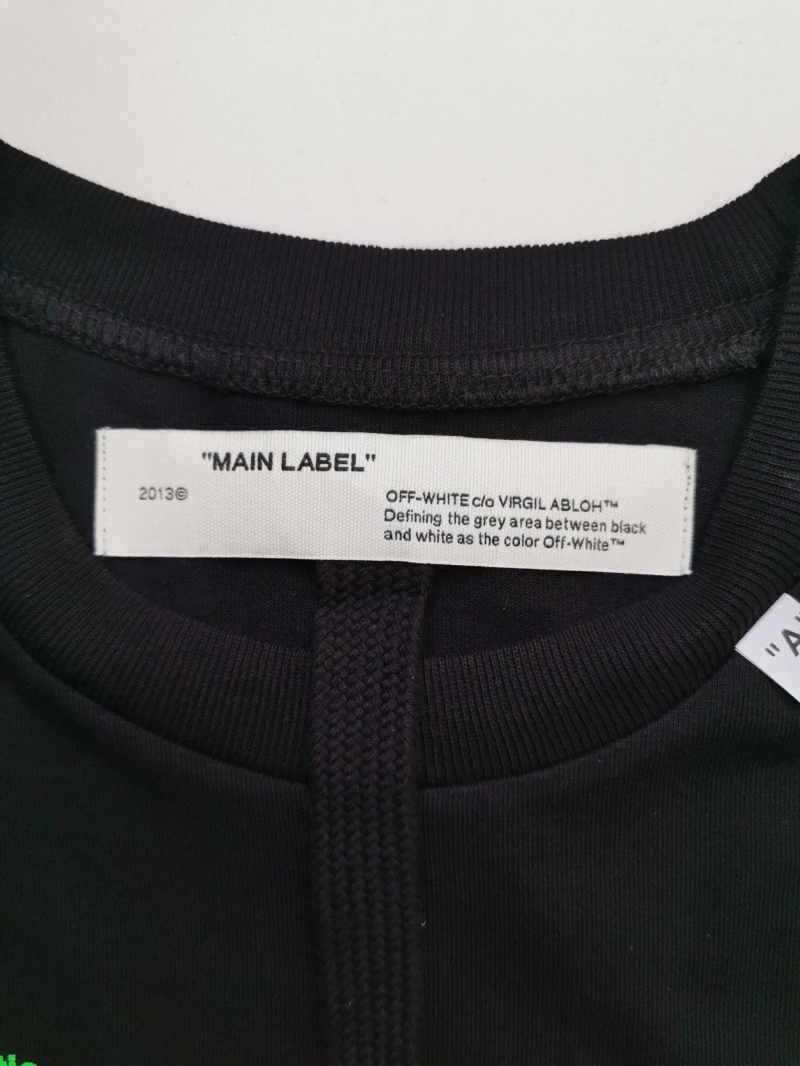 "MAIN LABEL"
2013©
OFF-WHITE c/o VIRGIL ABLOH™
Defining the grey area between black
and white as the color Off-White™
"A